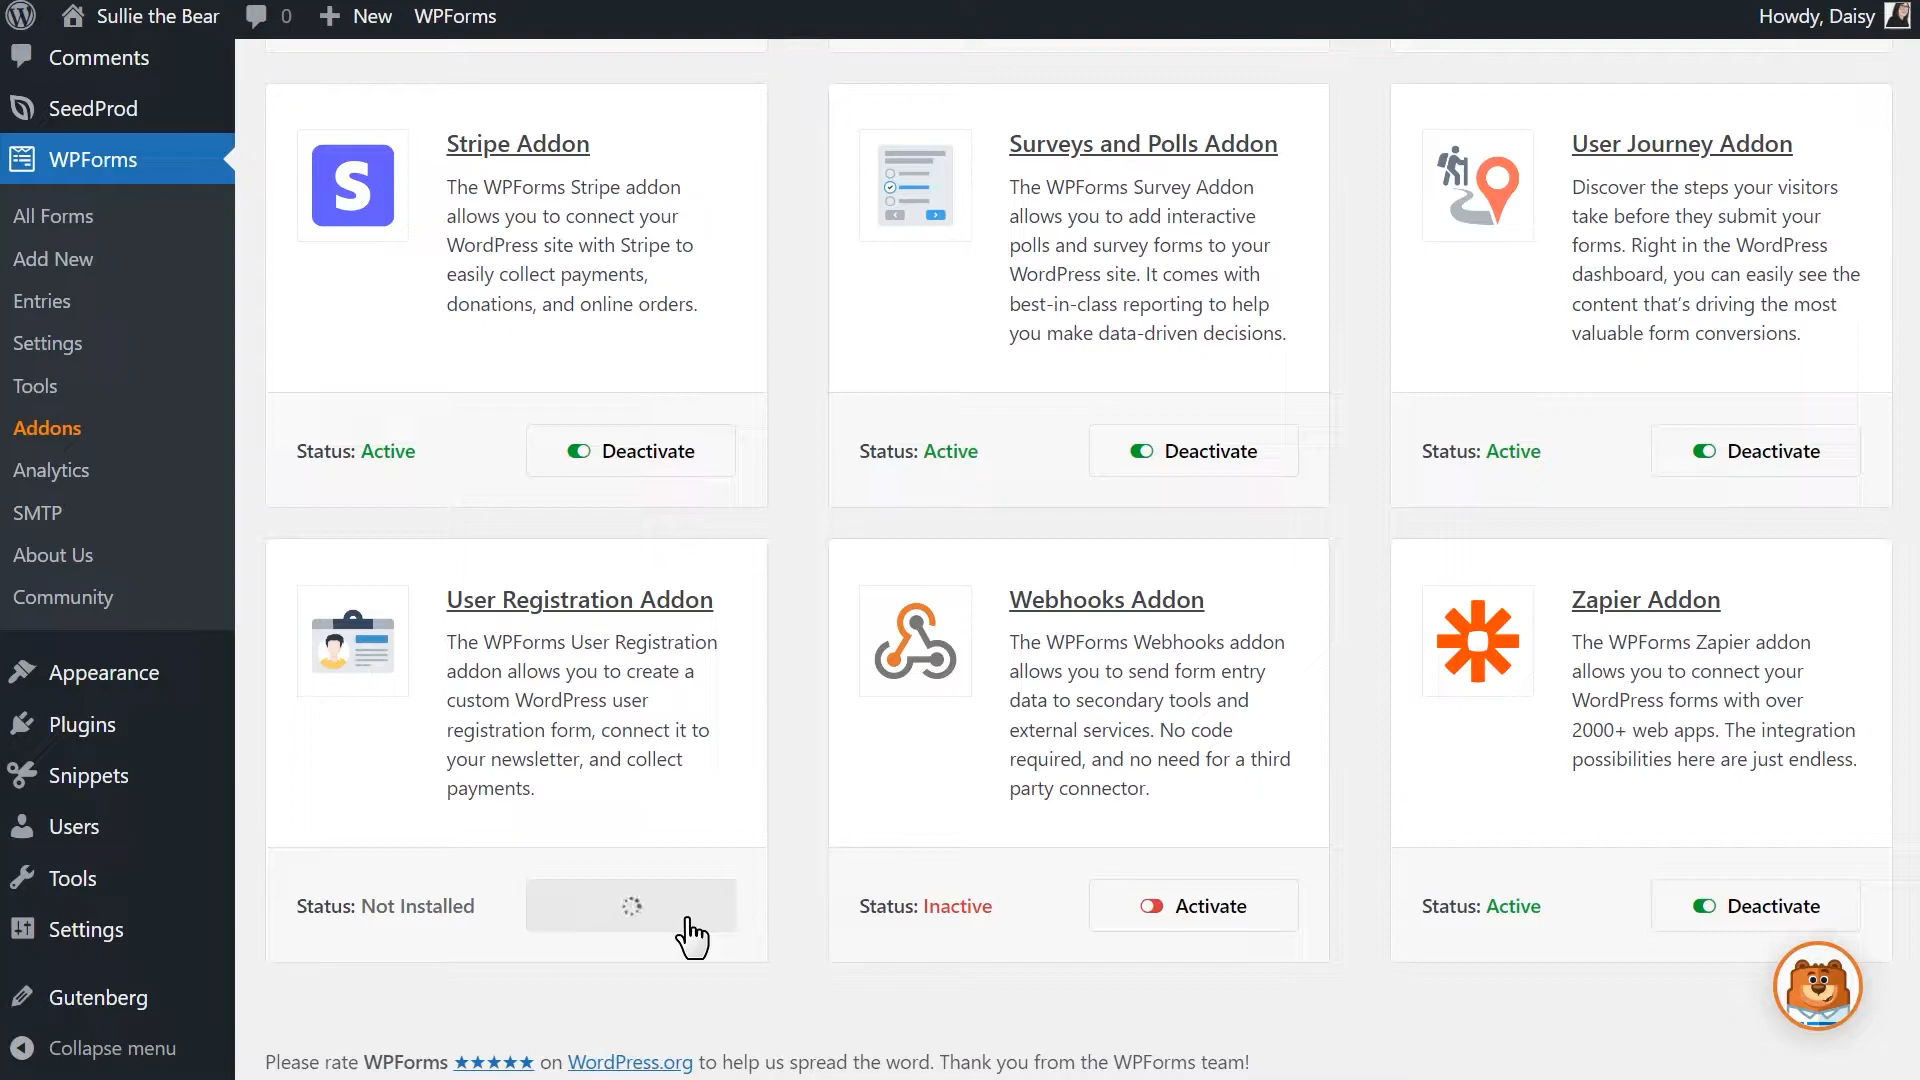 Sullie the Bear
0
New
WPForms
Howdy, Daisy
Comments
SeedProd
WPForms
All Forms
Add New
Entries
Settings
Tools
Addons
Analytics
SMTP
About Us
Community
Appearance
Plugins
Snippets
Users
Tools
Settings
Gutenberg
Collapse menu
Stripe Addon
The WPForms Stripe addon
allows you to connect your
WordPress site with Stripe to
easily collect payments,
donations, and online orders.
Status: Active
Deactivate
Surveys and Polls Addon
The WPForms Survey Addon
allows you to add interactive
polls and survey forms to your
WordPress site. It comes with
best-in-class reporting to help
you make data-driven decisions.
Status: Active
Deactivate
User Journey Addon
Discover the steps your visitors
take before they submit your
forms. Right in the WordPress
dashboard, you can easily see the
content that’s driving the most
valuable form conversions.
Status: Active
Deactivate
User Registration Addon
The WPForms User Registration
addon allows you to create a
custom WordPress user
registration form, connect it to
your newsletter, and collect
payments.
Status: Not Installed
Webhooks Addon
The WPForms Webhooks addon
allows you to send form entry
data to secondary tools and
external services. No code
required, and no need for a third
party connector.
Status: Inactive
Activate
Zapier Addon
The WPForms Zapier addon
allows you to connect your
WordPress forms with over
2000+ web apps. The integration
possibilities here are just endless.
Status: Active
Deactivate
Please rate WPForms ★★★★★ on WordPress.org to help us spread the word. Thank you from the WPForms team!